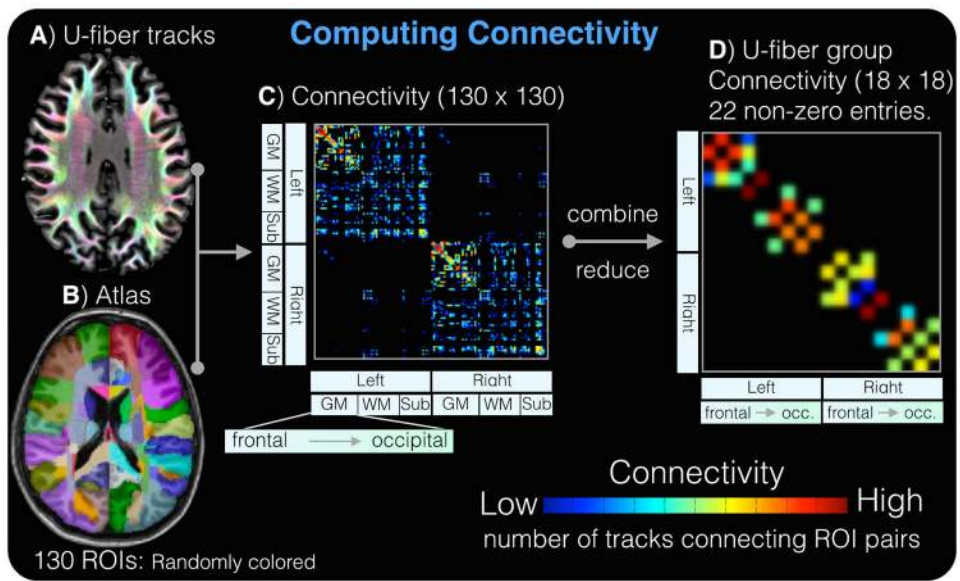 Computing Connectivity
A) U-fiber tracks
B) Atlas
130 ROIs: Randomly colored
C) Connectivity (130 x 130)
GM
WM
Sub
Left
GM
WM
Sub
Right
Left Right
GM WM Sub GM WM Sub
frontal → occipital
combine
reduce
D) U-fiber group
Connectivity (18 x 18)
22 non-zero entries.
Left
Right
Left Right
frontal → occ. frontal → occ.
Connectivity
Low High
number of tracks connecting ROI pairs